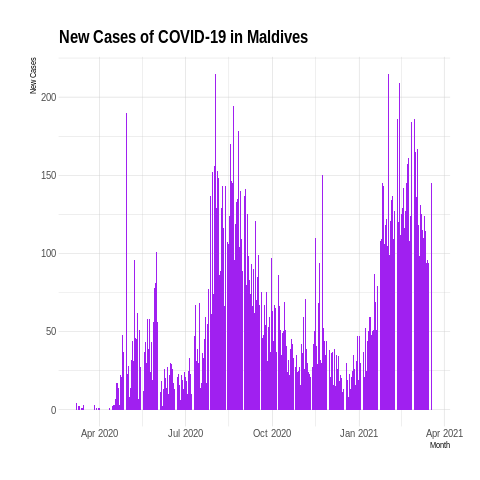 New Cases of COVID-19 in Maldives
New Cases
200
150
100
50
0
Apr 2020 Jul 2020 Oct 2020 Jan 2021 Apr 2021
Month